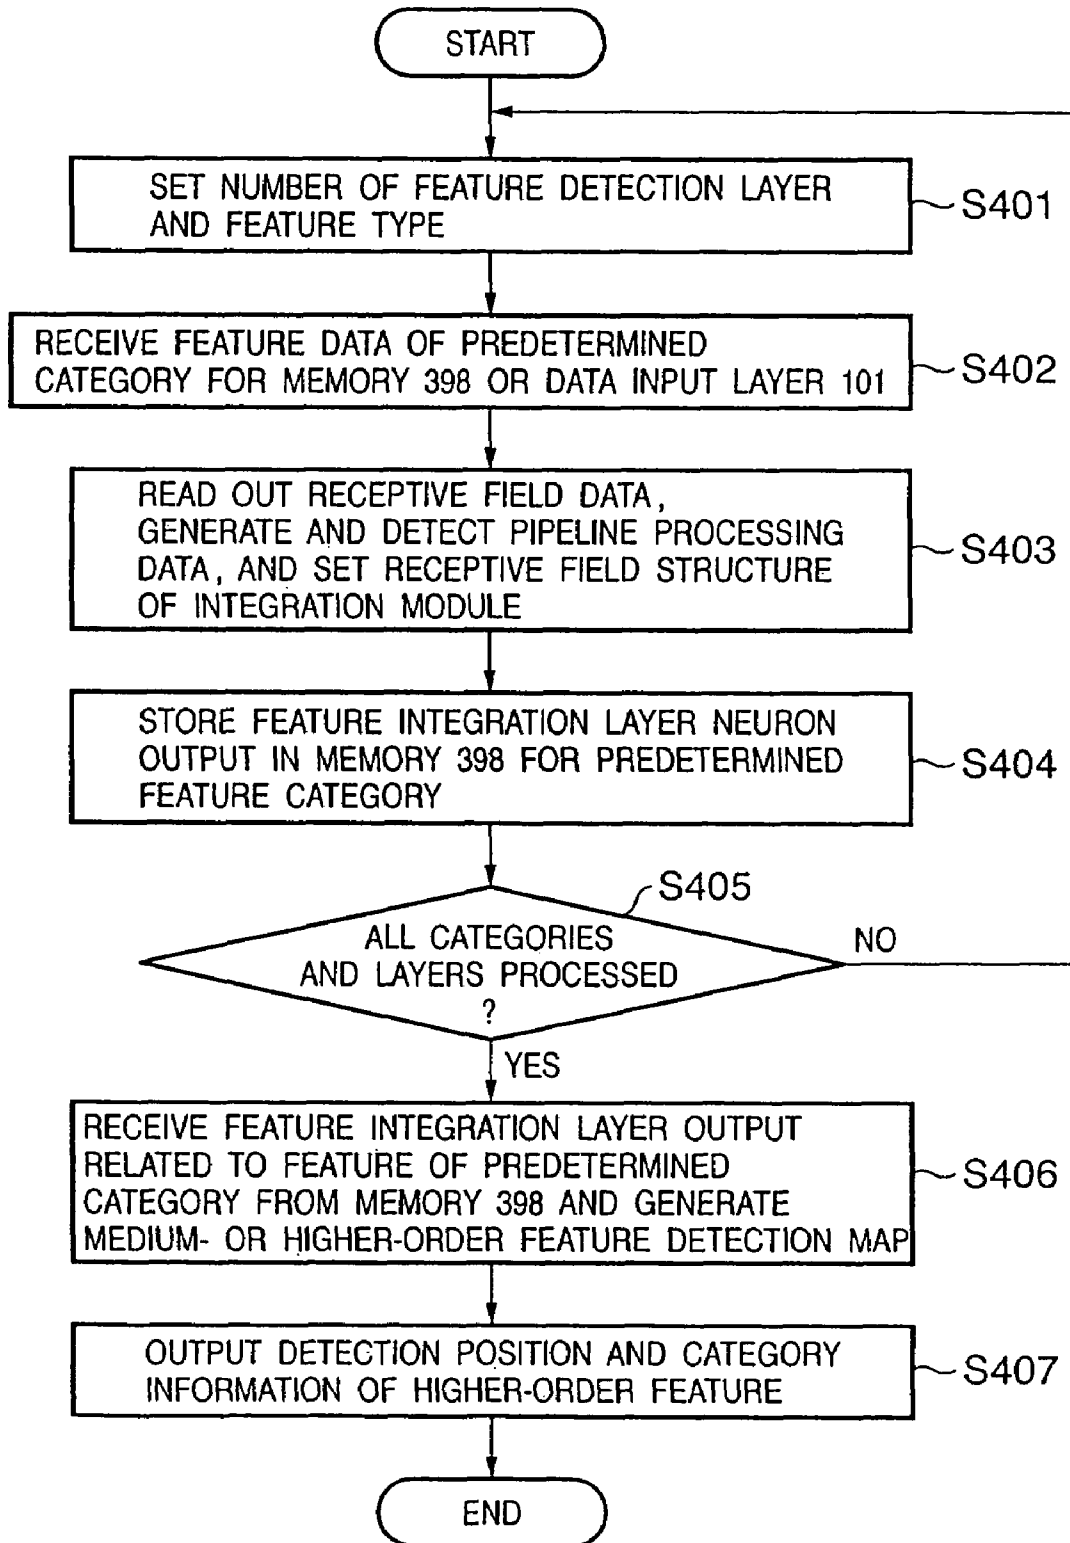 START
SET NUMBER OF FEATURE DETECTION LAYER
AND FEATURE TYPE
S401
RECEIVE FEATURE DATA OF PREDETERMINED
CATEGORY FOR MEMORY 398 OR DATA INPUT LAYER 101
S402
READ OUT RECEPTIVE FIELD DATA,
GENERATE AND DETECT PIPELINE PROCESSING
DATA, AND SET RECEPTIVE FIELD STRUCTURE
OF INTEGRATION MODULE
S403
STORE FEATURE INTEGRATION LAYER NEURON
OUTPUT IN MEMORY 398 FOR PREDETERMINED
FEATURE CATEGORY
S404
S405
ALL CATEGORIES
AND LAYERS PROCESSED
?
NO
YES
RECEIVE FEATURE INTEGRATION LAYER OUTPUT
RELATED TO FEATURE OF PREDETERMINED
CATEGORY FROM MEMORY 398 AND GENERATE
MEDIUM- OR HIGHER-ORDER FEATURE DETECTION MAP
S406
OUTPUT DETECTION POSITION AND CATEGORY
INFORMATION OF HIGHER-ORDER FEATURE
S407
END